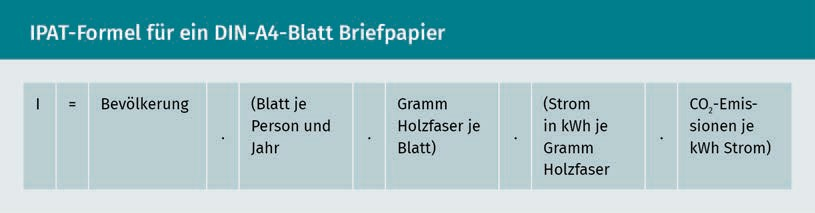 IPAT-Formel für ein DIN-A4-Blatt Briefpapier
I = Bevölkerung · (Blatt je Person und Jahr · Gramm Holzfaser je Blatt) · (Strom in kWh je Gramm Holzfaser · CO₂-Emis-
sionen je kWh Strom)